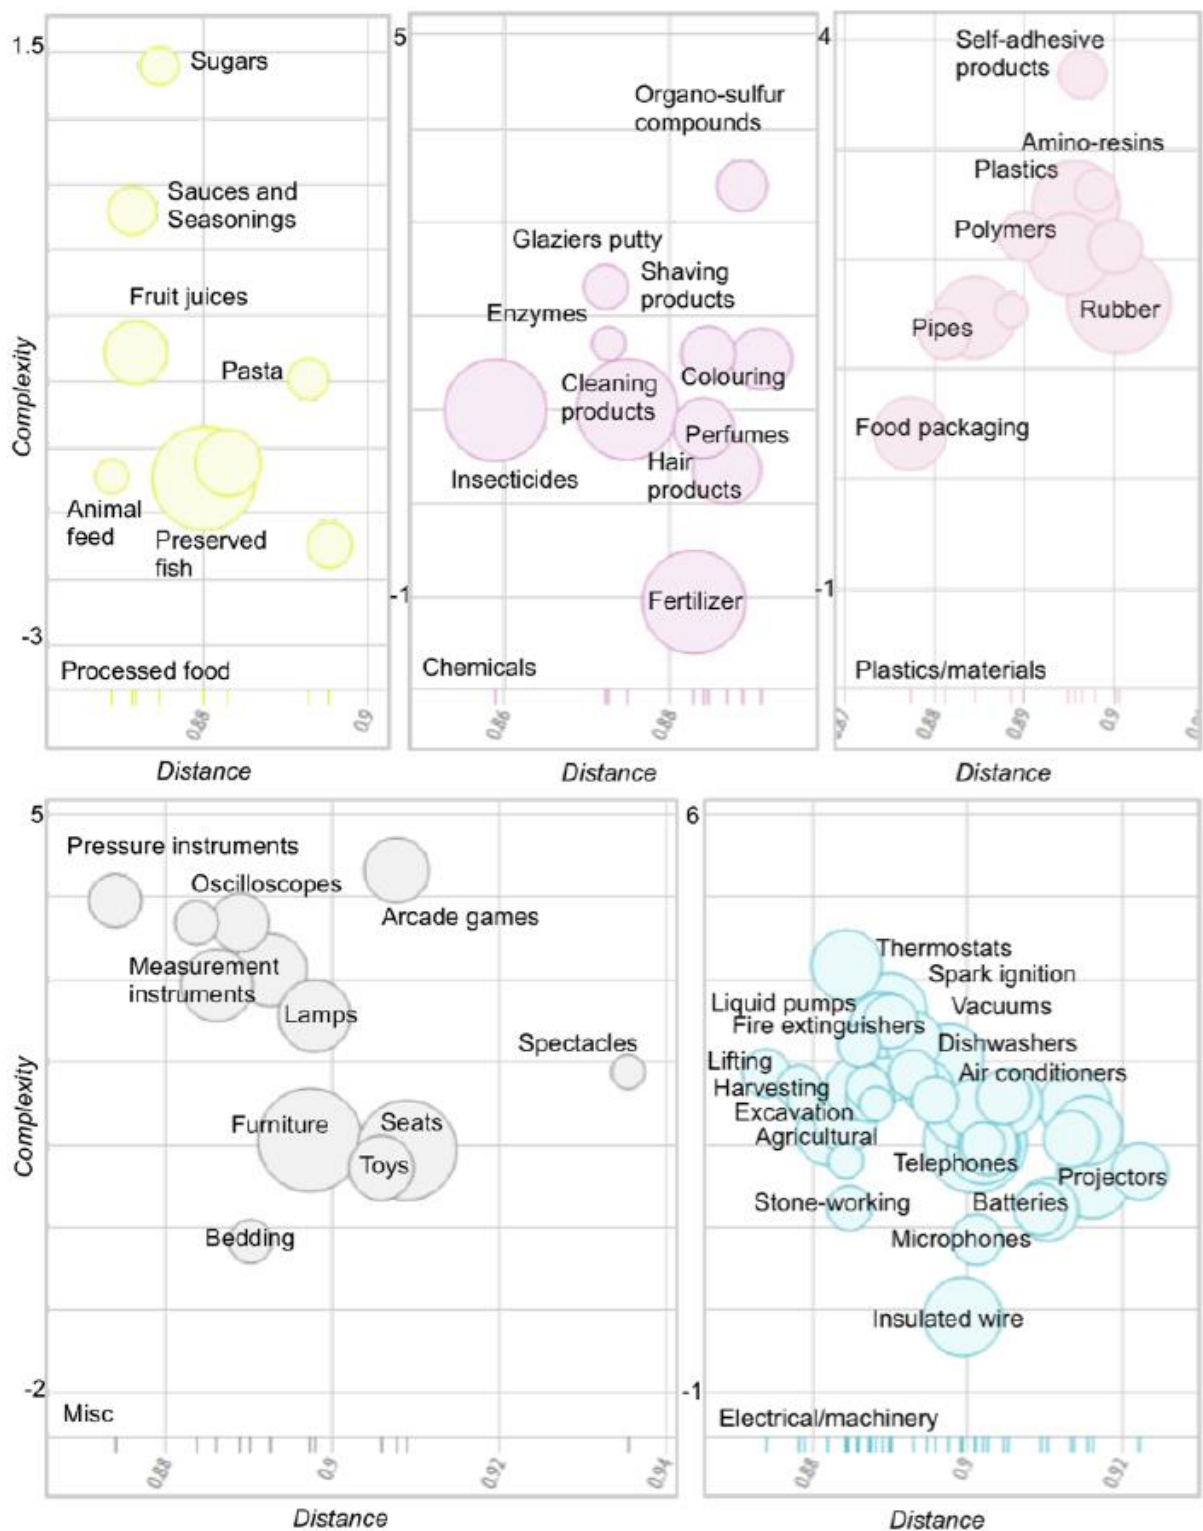 1.5
Sugars
Sauces and
Seasonings
Fruit juices
Pasta
Complexity
Animal
feed
Preserved
fish
-3
Processed food
0.88
0.9
Distance
5
Organo-sulfur
compounds
Glaziers putty
Shaving
products
Enzymes
Cleaning
products
Colouring
Perfumes
Hair
products
Insecticides
-1
Fertilizer
Chemicals
0.86
0.88
Distance
4
Self-adhesive
products
Amino-resins
Plastics
Polymers
Rubber
Pipes
Food packaging
-1
Plastics/materials
0.88
0.89
0.9
Distance
5
Pressure instruments
Oscilloscopes
Arcade games
Measurement
instruments
Lamps
Spectacles
Complexity
Furniture
Seats
Toys
Bedding
-2
Misc
0.88
0.9
0.92
0.94
Distance
6
Thermostats
Spark ignition
Liquid pumps
Vacuums
Fire extinguishers
Dishwashers
Lifting
Air conditioners
Harvesting
Excavation
Agricultural
Telephones
Projectors
Stone-working
Batteries
Microphones
Insulated wire
-1
Electrical/machinery
0.88
0.9
0.92
Distance